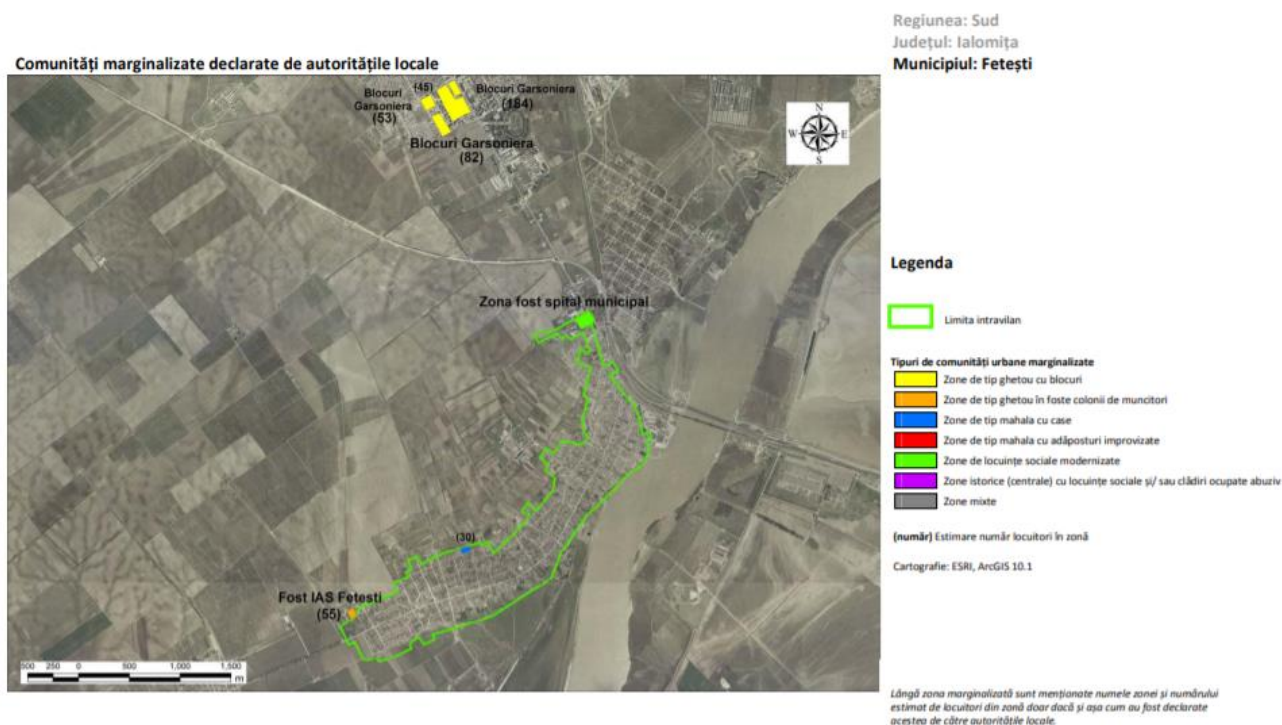 Regiunea: Sud
Județul: Ialomița
Municipiul: Fetești
Comunități marginalizate declarate de autoritățile locale
(45)
Blocuri Garsoniera
(184)
Blocuri
Garsoniera
(53)
Blocuri Garsoniera
(82)
N
W E
S
Zona fost spital municipal
(30)
Fost IAS Fetesti
(55)
500 250 0 500 1,000 1,500
m
Legenda
Limita intravilan
Tipuri de comunități urbane marginalizate
Zone de tip ghetou cu blocuri
Zone de tip ghetou în foste colonii de muncitori
Zone de tip mahala cu case
Zone de tip mahala cu adăposturi improvizate
Zone de locuințe sociale modernizate
Zone istorice (centrale) cu locuințe sociale și/ sau clădiri ocupate abuziv
Zone mixte
(număr) Estimare număr locuitori în zonă
Cartografie: ESRI, ArcGIS 10.1
Lângă zona marginalizată sunt menționate numele zonei și numărului
estimat de locuitori din zonă doar dacă și așa cum au fost declarate
acestea de către autoritățile locale.